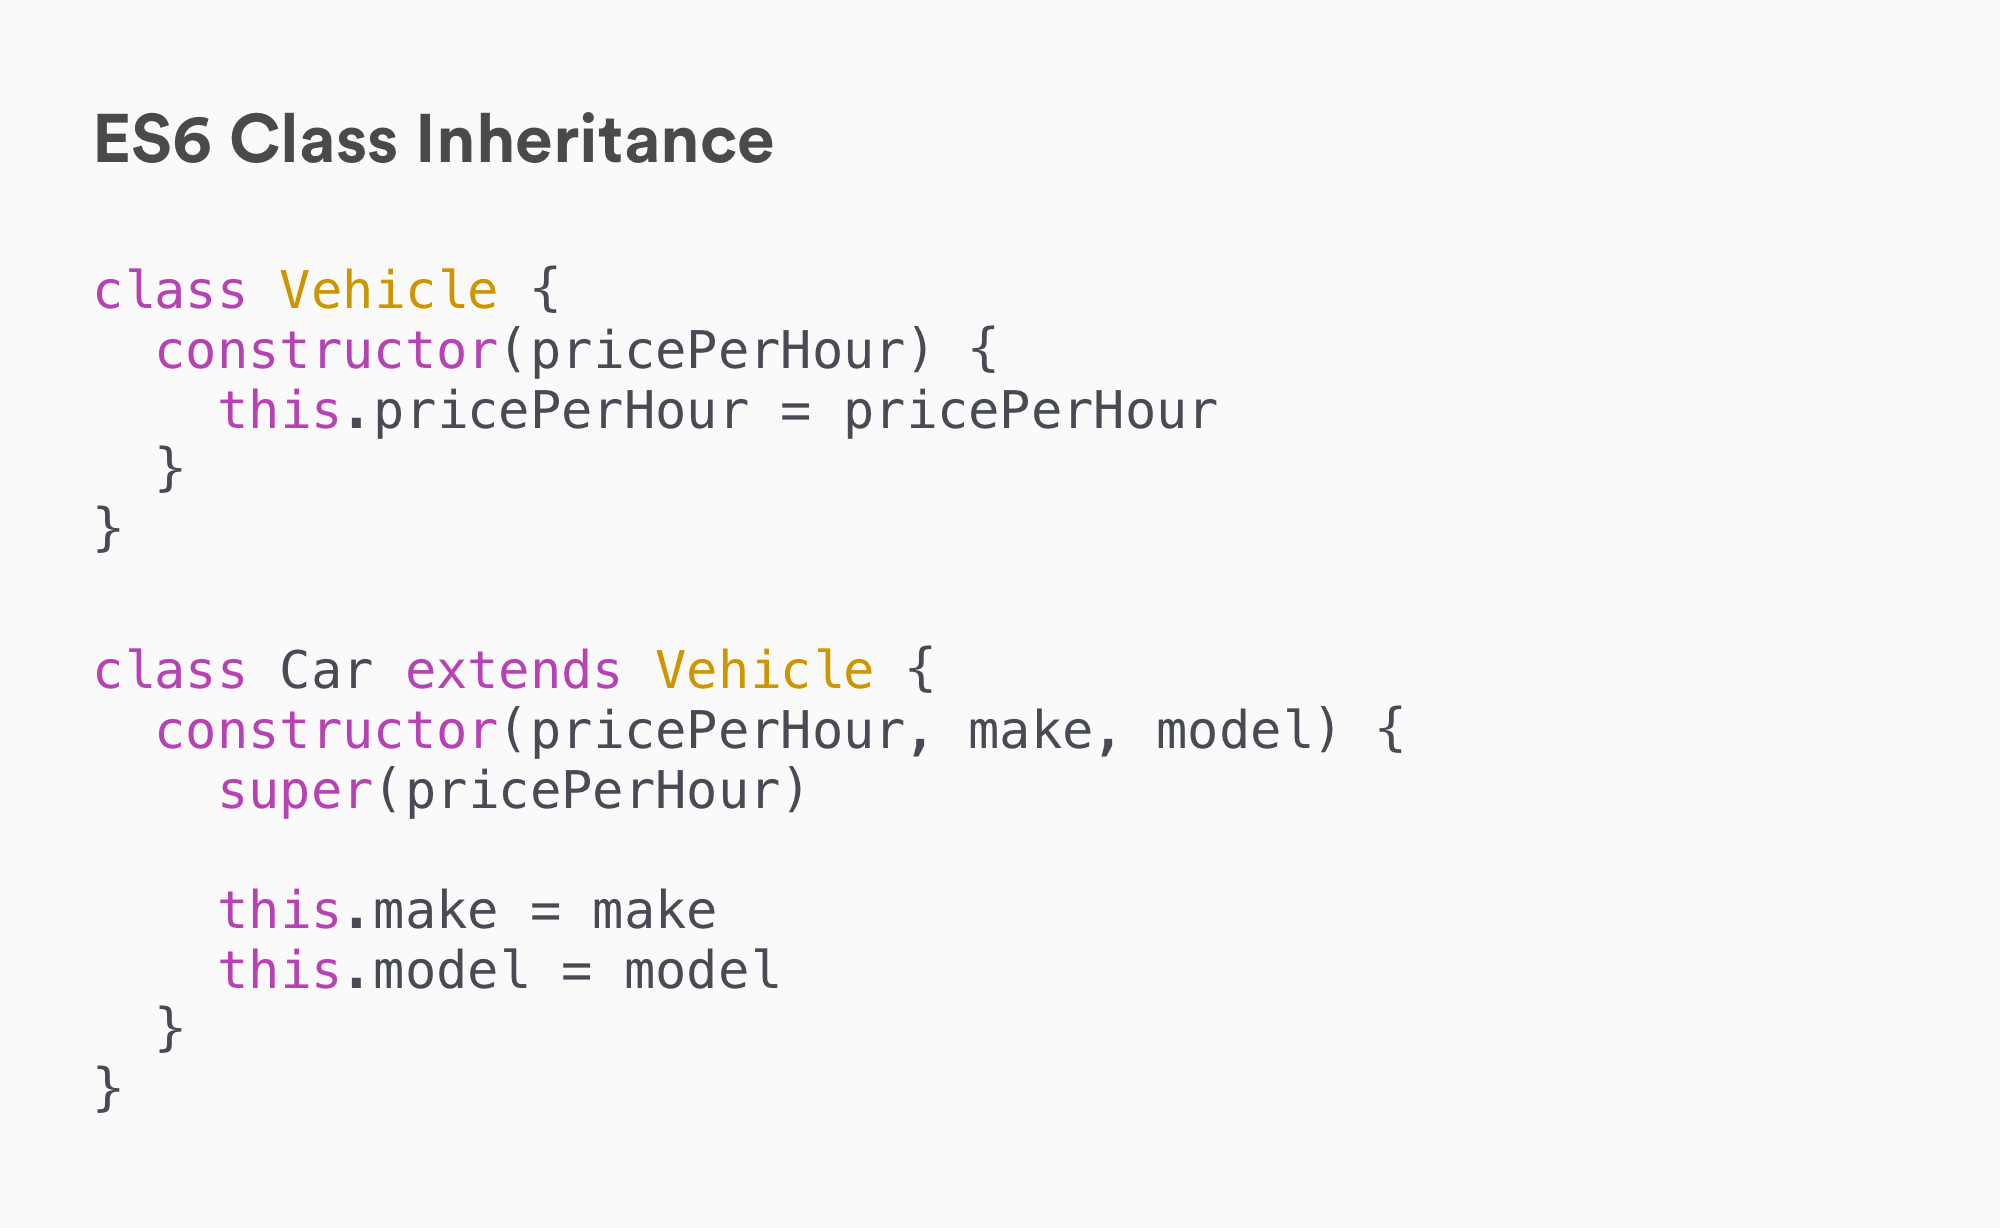 ES6 Class Inheritance
class Vehicle {
  constructor(pricePerHour) {
    this.pricePerHour = pricePerHour
  }
}
class Car extends Vehicle {
  constructor(pricePerHour, make, model) {
    super(pricePerHour)
    this.make = make
    this.model = model
  }
}